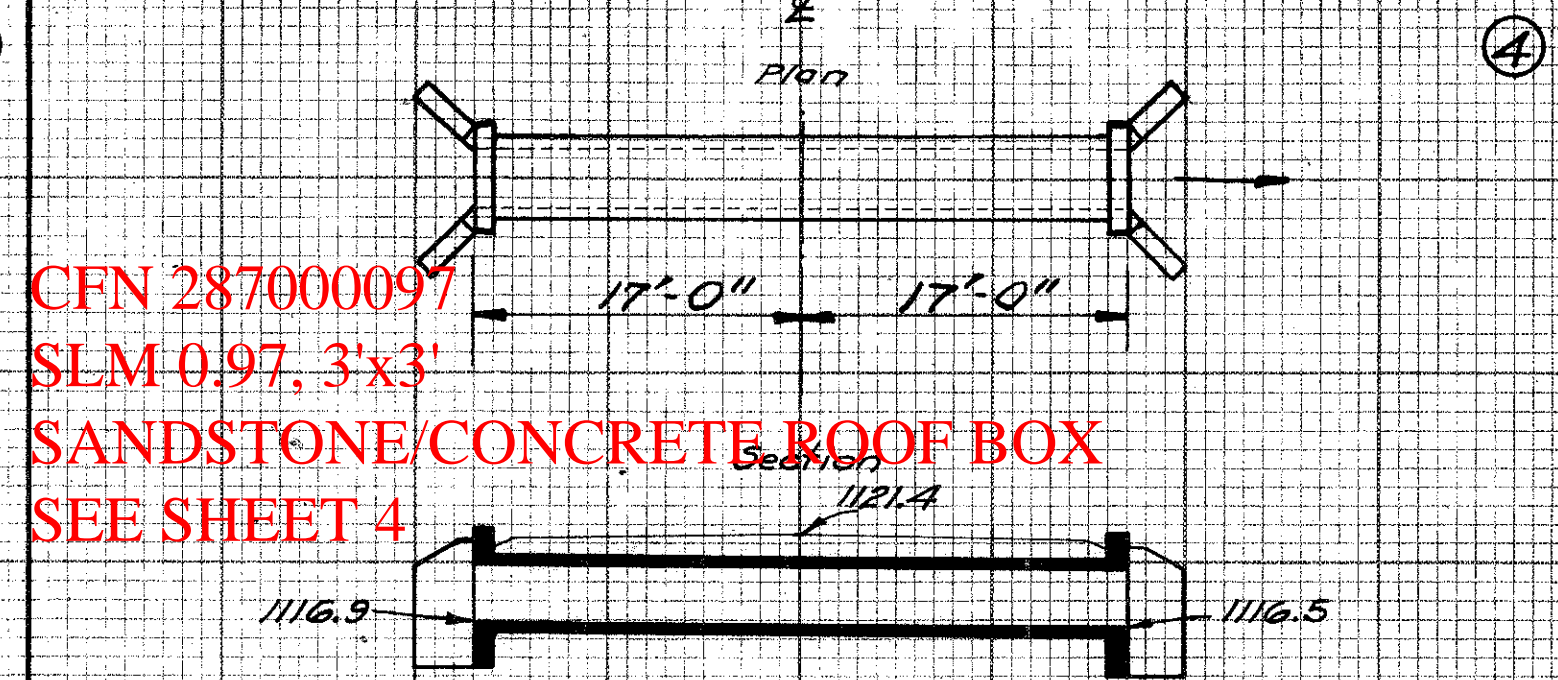 ℄
Plan
4
17'-0" 17'-0"
CFN 287000097
SLM 0.97, 3'x3'
SANDSTONE/CONCRETE ROOF BOX
Section
SEE SHEET 4
1121.4
1116.9
1116.5